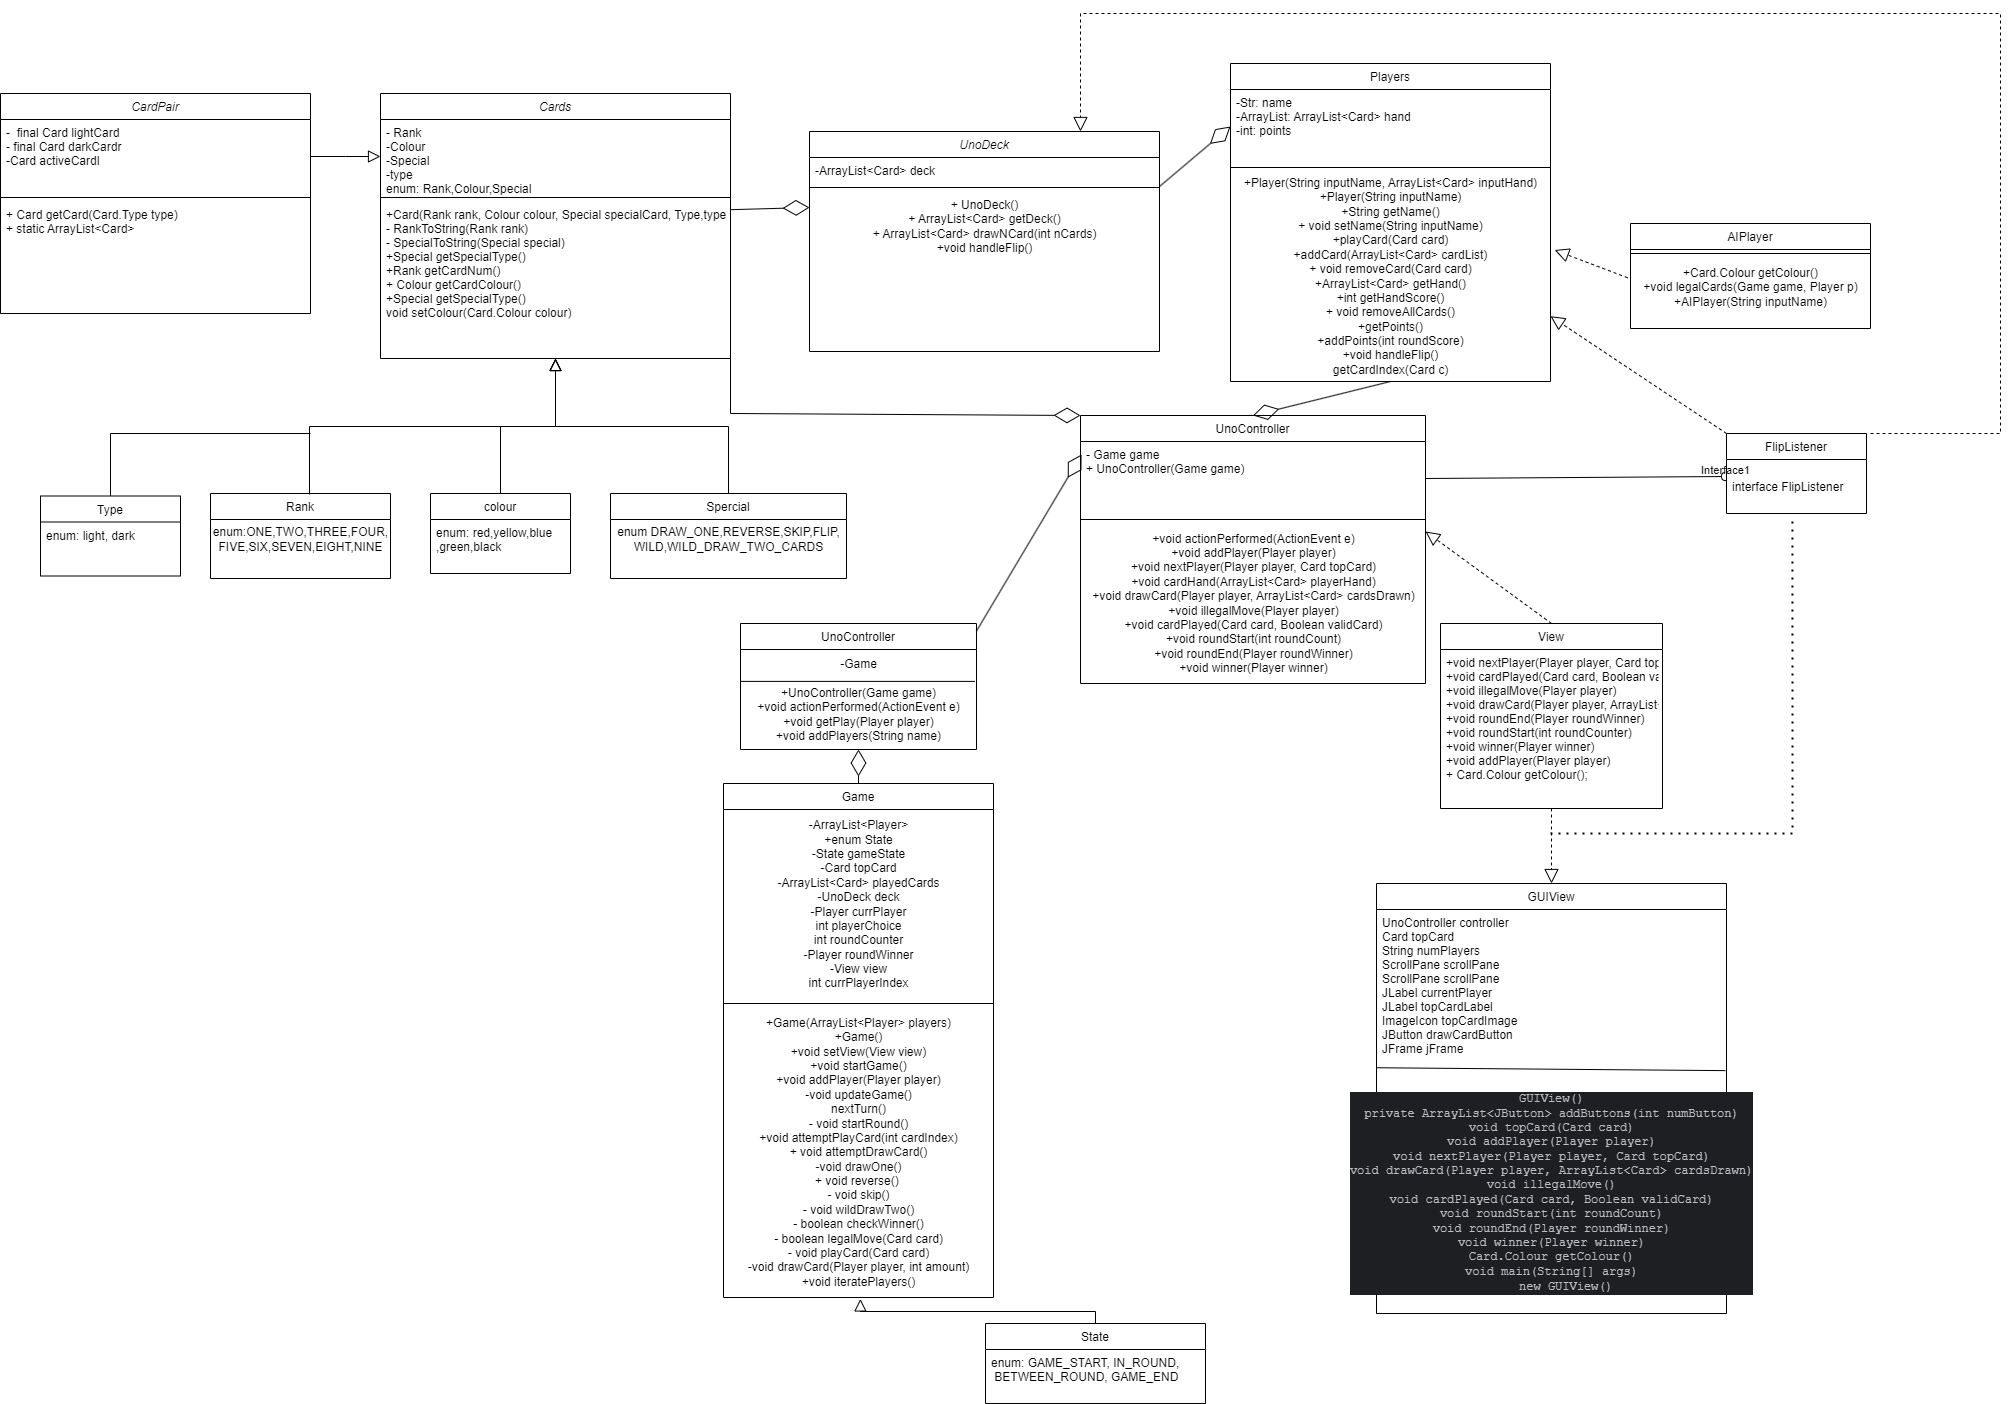 CardPair
-  final Card lightCard
- final Card darkCardr
-Card activeCardl
+ Card getCard(Card.Type type)
+ static ArrayList<Card>
Cards
- Rank
-Colour
-Special
-type
enum: Rank,Colour,Special
+Card(Rank rank, Colour colour, Special specialCard, Type,type
- RankToString(Rank rank)
- SpecialToString(Special special)
+Special getSpecialType()
+Rank getCardNum()
+ Colour getCardColour()
+Special getSpecialType()
void setColour(Card.Colour colour)
UnoDeck
-ArrayList<Card> deck
+ UnoDeck()
+ ArrayList<Card> getDeck()
+ ArrayList<Card> drawNCard(int nCards)
+void handleFlip()
Players
-Str: name
-ArrayList: ArrayList<Card> hand
-int: points
+Player(String inputName, ArrayList<Card> inputHand)
+Player(String inputName)
+String getName()
+ void setName(String inputName)
+playCard(Card card)
+addCard(ArrayList<Card> cardList)
+ void removeCard(Card card)
+ArrayList<Card> getHand()
+int getHandScore()
+ void removeAllCards()
+getPoints()
+addPoints(int roundScore)
+void handleFlip()
getCardIndex(Card c)
AIPlayer
+Card.Colour getColour()
+void legalCards(Game game, Player p)
+AIPlayer(String inputName)
Type
enum: light, dark
Rank
enum:ONE,TWO,THREE,FOUR,
FIVE,SIX,SEVEN,EIGHT,NINE
colour
enum: red,yellow,blue
,green,black
Spercial
enum DRAW_ONE,REVERSE,SKIP,FLIP,
WILD,WILD_DRAW_TWO_CARDS
UnoController
- Game game
+ UnoController(Game game)
+void actionPerformed(ActionEvent e)
+void addPlayer(Player player)
+void nextPlayer(Player player, Card topCard)
+void cardHand(ArrayList<Card> playerHand)
+void drawCard(Player player, ArrayList<Card> cardsDrawn)
+void illegalMove(Player player)
+void cardPlayed(Card card, Boolean validCard)
+void roundStart(int roundCount)
+void roundEnd(Player roundWinner)
+void winner(Player winner)
FlipListener
Interface1
interface FlipListener
UnoController
-Game
+UnoController(Game game)
+void actionPerformed(ActionEvent e)
+void getPlay(Player player)
+void addPlayers(String name)
View
+void nextPlayer(Player player, Card top
+void cardPlayed(Card card, Boolean va
+void illegalMove(Player player)
+void drawCard(Player player, ArrayList
+void roundEnd(Player roundWinner)
+void roundStart(int roundCounter)
+void winner(Player winner)
+void addPlayer(Player player)
+ Card.Colour getColour();
Game
-ArrayList<Player>
+enum State
-State gameState
-Card topCard
-ArrayList<Card> playedCards
-UnoDeck deck
-Player currPlayer
int playerChoice
int roundCounter
-Player roundWinner
-View view
int currPlayerIndex
+Game(ArrayList<Player> players)
+Game()
+void setView(View view)
+void startGame()
+void addPlayer(Player player)
-void updateGame()
nextTurn()
- void startRound()
+void attemptPlayCard(int cardIndex)
+ void attemptDrawCard()
-void drawOne()
+ void reverse()
- void skip()
- void wildDrawTwo()
- boolean checkWinner()
- boolean legalMove(Card card)
- void playCard(Card card)
-void drawCard(Player player, int amount)
+void iteratePlayers()
GUIView
UnoController controller
Card topCard
String numPlayers
ScrollPane scrollPane
ScrollPane scrollPane
JLabel currentPlayer
JLabel topCardLabel
ImageIcon topCardImage
JButton drawCardButton
JFrame jFrame
GUIView()
private ArrayList<JButton> addButtons(int numButton)
void topCard(Card card)
void addPlayer(Player player)
void nextPlayer(Player player, Card topCard)
void drawCard(Player player, ArrayList<Card> cardsDrawn)
void illegalMove()
void cardPlayed(Card card, Boolean validCard)
void roundStart(int roundCount)
void roundEnd(Player roundWinner)
void winner(Player winner)
Card.Colour getColour()
void main(String[] args)
new GUIView()
State
enum: GAME_START, IN_ROUND,
BETWEEN_ROUND, GAME_END